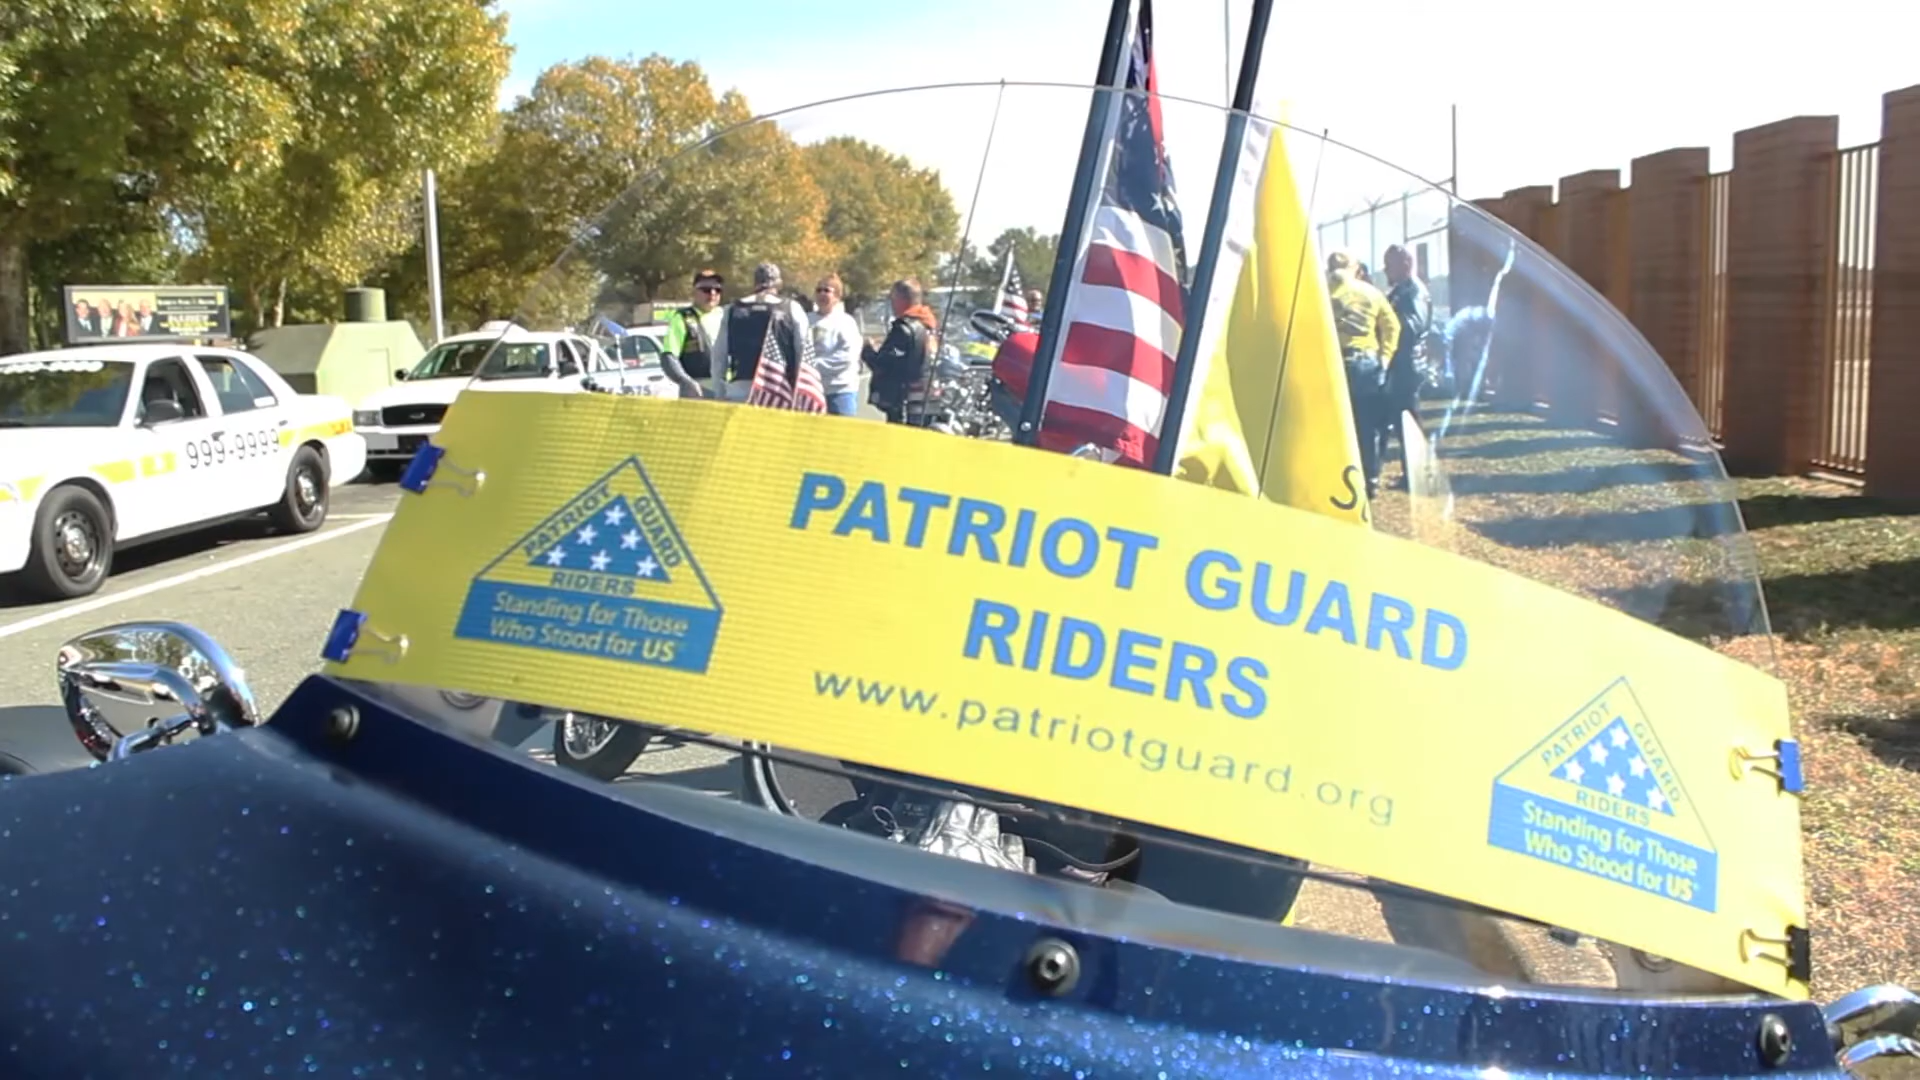 999-9999
PATRIOT GUARD
RIDERS
Standing for Those
Who Stood for US
PATRIOT GUARD
RIDERS
www.patriotguard.org
PATRIOT GUARD
RIDERS
Standing for Those
Who Stood for US